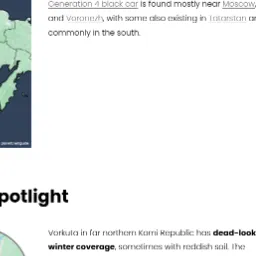 Generation 4 black car is found mostly near Moscow,
and Voronezh, with some also existing in Tatarstan
commonly in the south.
potlight
Vorkuta in far northern Komi Republic has dead-look
winter coverage, sometimes with reddish soil. The